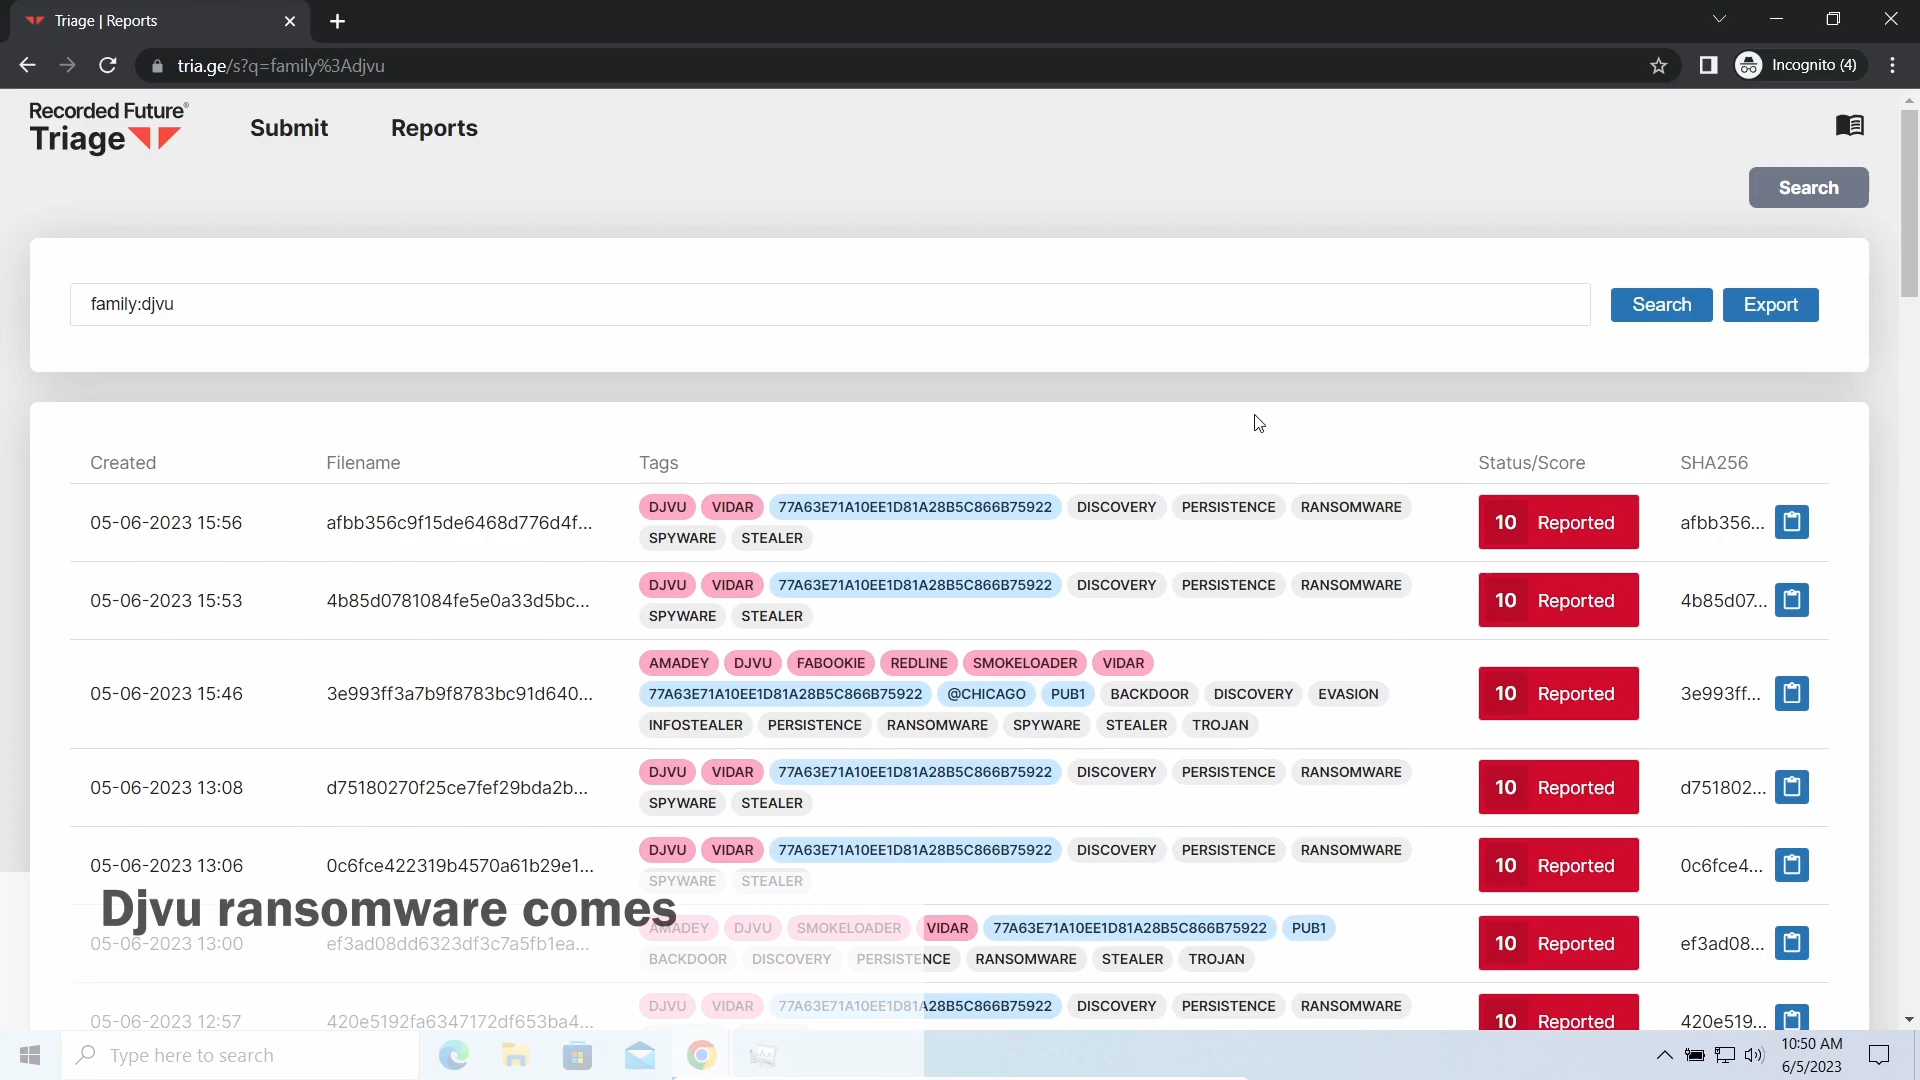 Triage | Reports
tria.ge/s?q=family%3Adjvu
Incognito (4)
Recorded Future®
Triage
Submit
Reports
Search
family:djvu
Search
Export
Created
Filename
Tags
Status/Score
SHA256
05-06-2023 15:56
afbb356c9f15de6468d776d4f...
DJVU VIDAR 77A63E71A10EE1D81A28B5C866B75922 DISCOVERY PERSISTENCE RANSOMWARE
SPYWARE STEALER
10 Reported
afbb356...
05-06-2023 15:53
4b85d0781084fe5e0a33d5bc...
DJVU VIDAR 77A63E71A10EE1D81A28B5C866B75922 DISCOVERY PERSISTENCE RANSOMWARE
SPYWARE STEALER
10 Reported
4b85d07...
05-06-2023 15:46
3e993ff3a7b9f8783bc91d640...
AMADEY DJVU FABOOKIE REDLINE SMOKELOADER VIDAR
77A63E71A10EE1D81A28B5C866B75922 @CHICAGO PUB1 BACKDOOR DISCOVERY EVASION
INFOSTEALER PERSISTENCE RANSOMWARE SPYWARE STEALER TROJAN
10 Reported
3e993ff...
05-06-2023 13:08
d75180270f25ce7fef29bda2b...
DJVU VIDAR 77A63E71A10EE1D81A28B5C866B75922 DISCOVERY PERSISTENCE RANSOMWARE
SPYWARE STEALER
10 Reported
d751802...
05-06-2023 13:06
0c6fce422319b4570a61b29e1...
DJVU VIDAR 77A63E71A10EE1D81A28B5C866B75922 DISCOVERY PERSISTENCE RANSOMWARE
SPYWARE STEALER
10 Reported
0c6fce4...
Djvu ransomware comes
05-06-2023 13:00
ef3ad08dd6323df3c7a5fb1ea...
AMADEY DJVU SMOKELOADER VIDAR 77A63E71A10EE1D81A28B5C866B75922 PUB1
BACKDOOR DISCOVERY PERSISTENCE RANSOMWARE STEALER TROJAN
10 Reported
ef3ad08...
05-06-2023 12:57
420e5192fa6347172df653ba4...
DJVU VIDAR 77A63E71A10EE1D81A28B5C866B75922 DISCOVERY PERSISTENCE RANSOMWARE
10 Reported
420e519...
Type here to search
10:50 AM
6/5/2023